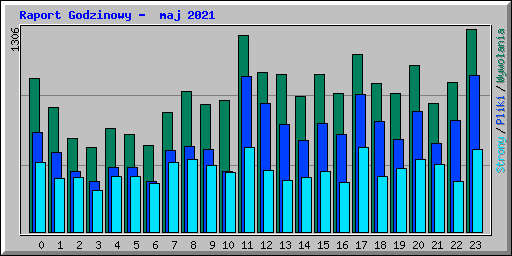 Raport Godzinowy -  maj 2021
1306
Strony / Pliki / Wywolania
0 1 2 3 4 5 6 7 8 9 10 11 12 13 14 15 16 17 18 19 20 21 22 23